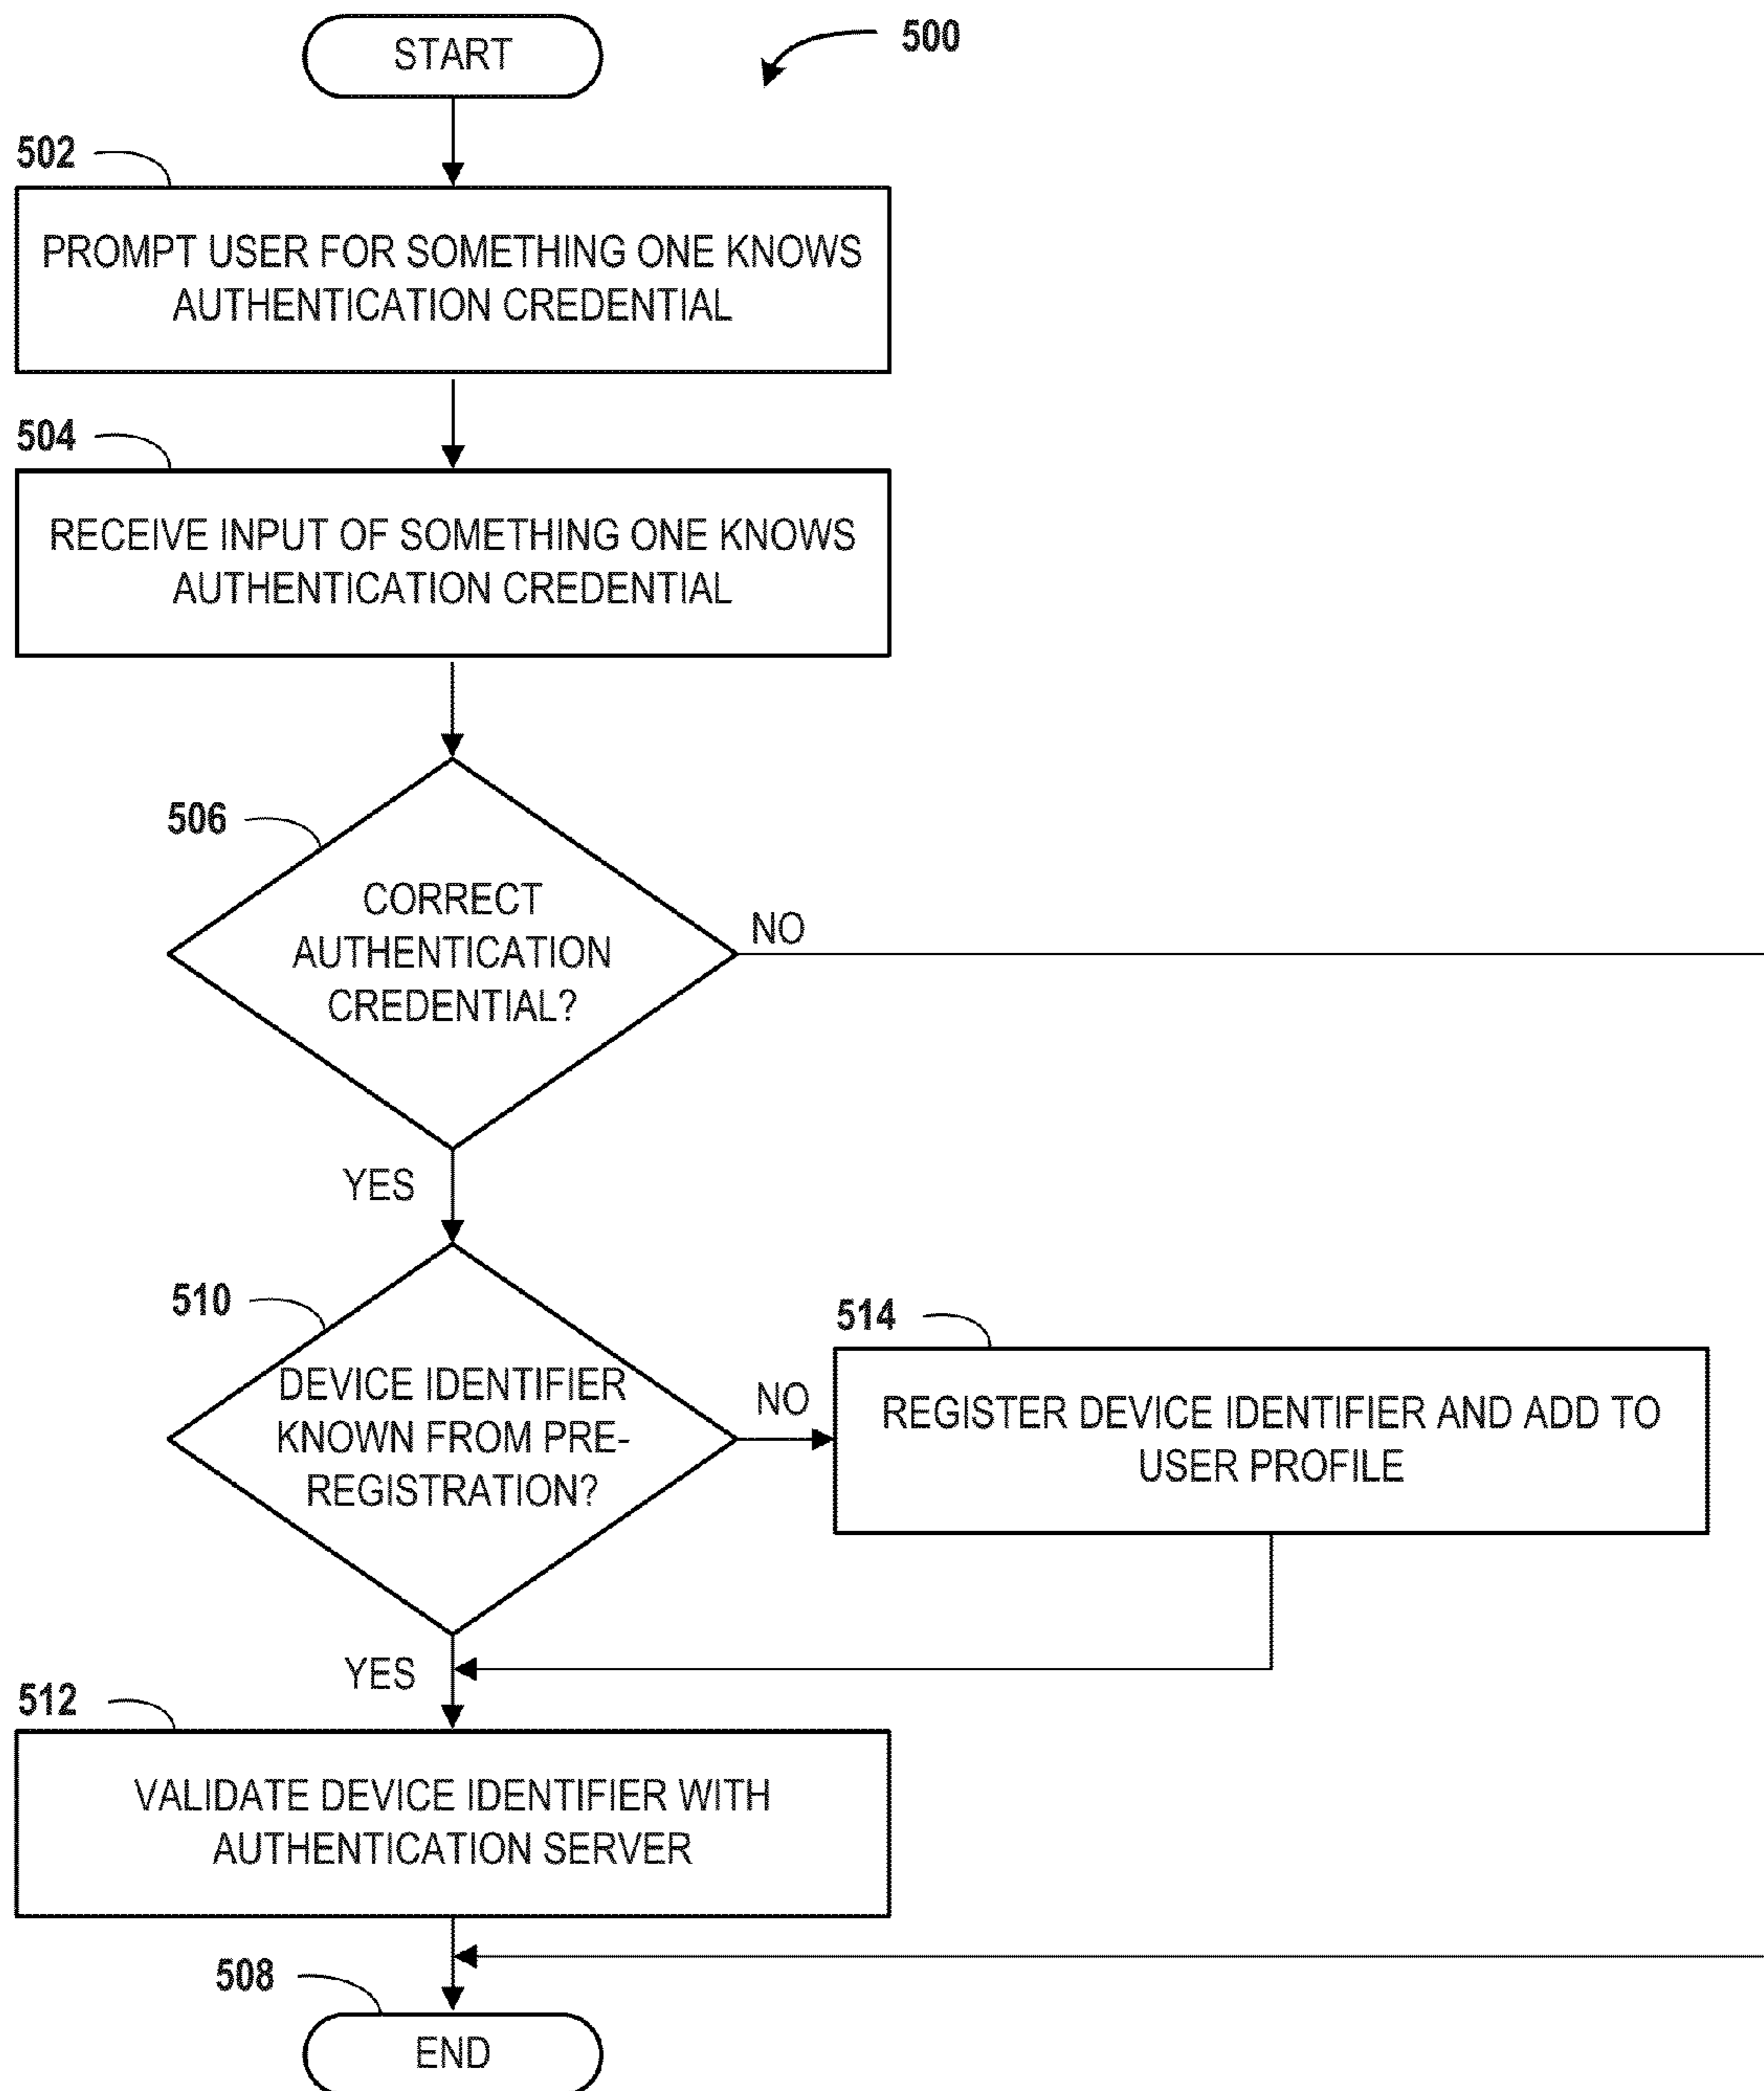 START
500
502
PROMPT USER FOR SOMETHING ONE KNOWS
AUTHENTICATION CREDENTIAL
504
RECEIVE INPUT OF SOMETHING ONE KNOWS
AUTHENTICATION CREDENTIAL
506
CORRECT
AUTHENTICATION
CREDENTIAL?
NO
YES
510
DEVICE IDENTIFIER
KNOWN FROM PRE-
REGISTRATION?
NO
514
REGISTER DEVICE IDENTIFIER AND ADD TO
USER PROFILE
YES
512
VALIDATE DEVICE IDENTIFIER WITH
AUTHENTICATION SERVER
508
END